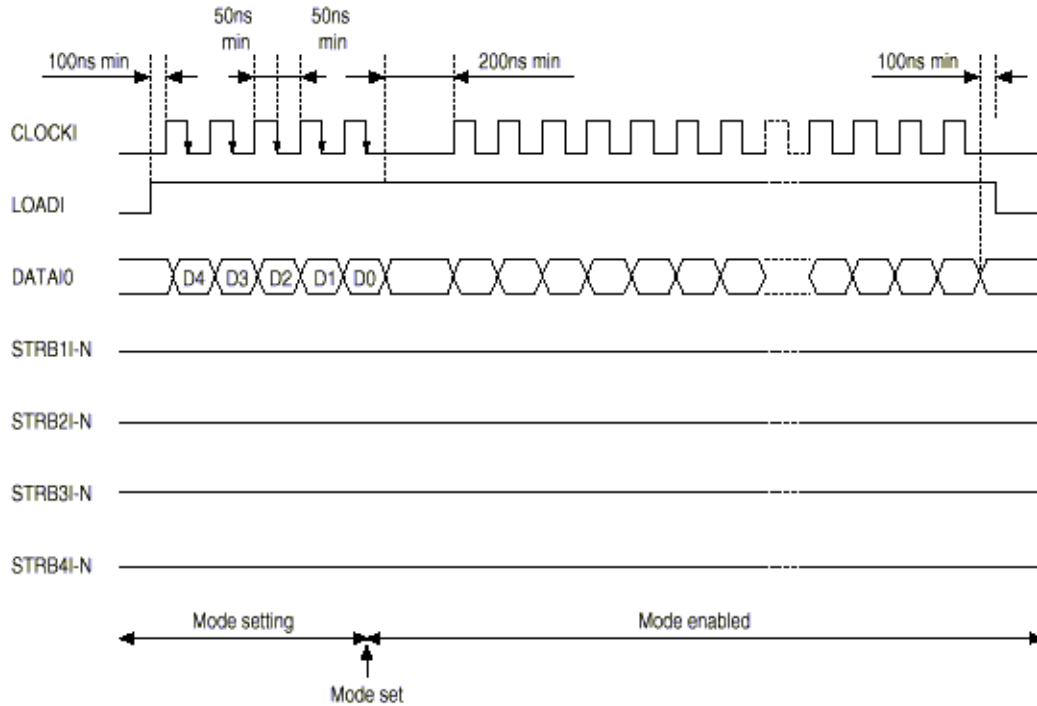 50ns
min
50ns
min
100ns min
200ns min
100ns min
CLOCKI
LOADI
DATAI0
D4
D3
D2
D1
D0
STRB1I-N
STRB2I-N
STRB3I-N
STRB4I-N
Mode setting
Mode enabled
Mode set